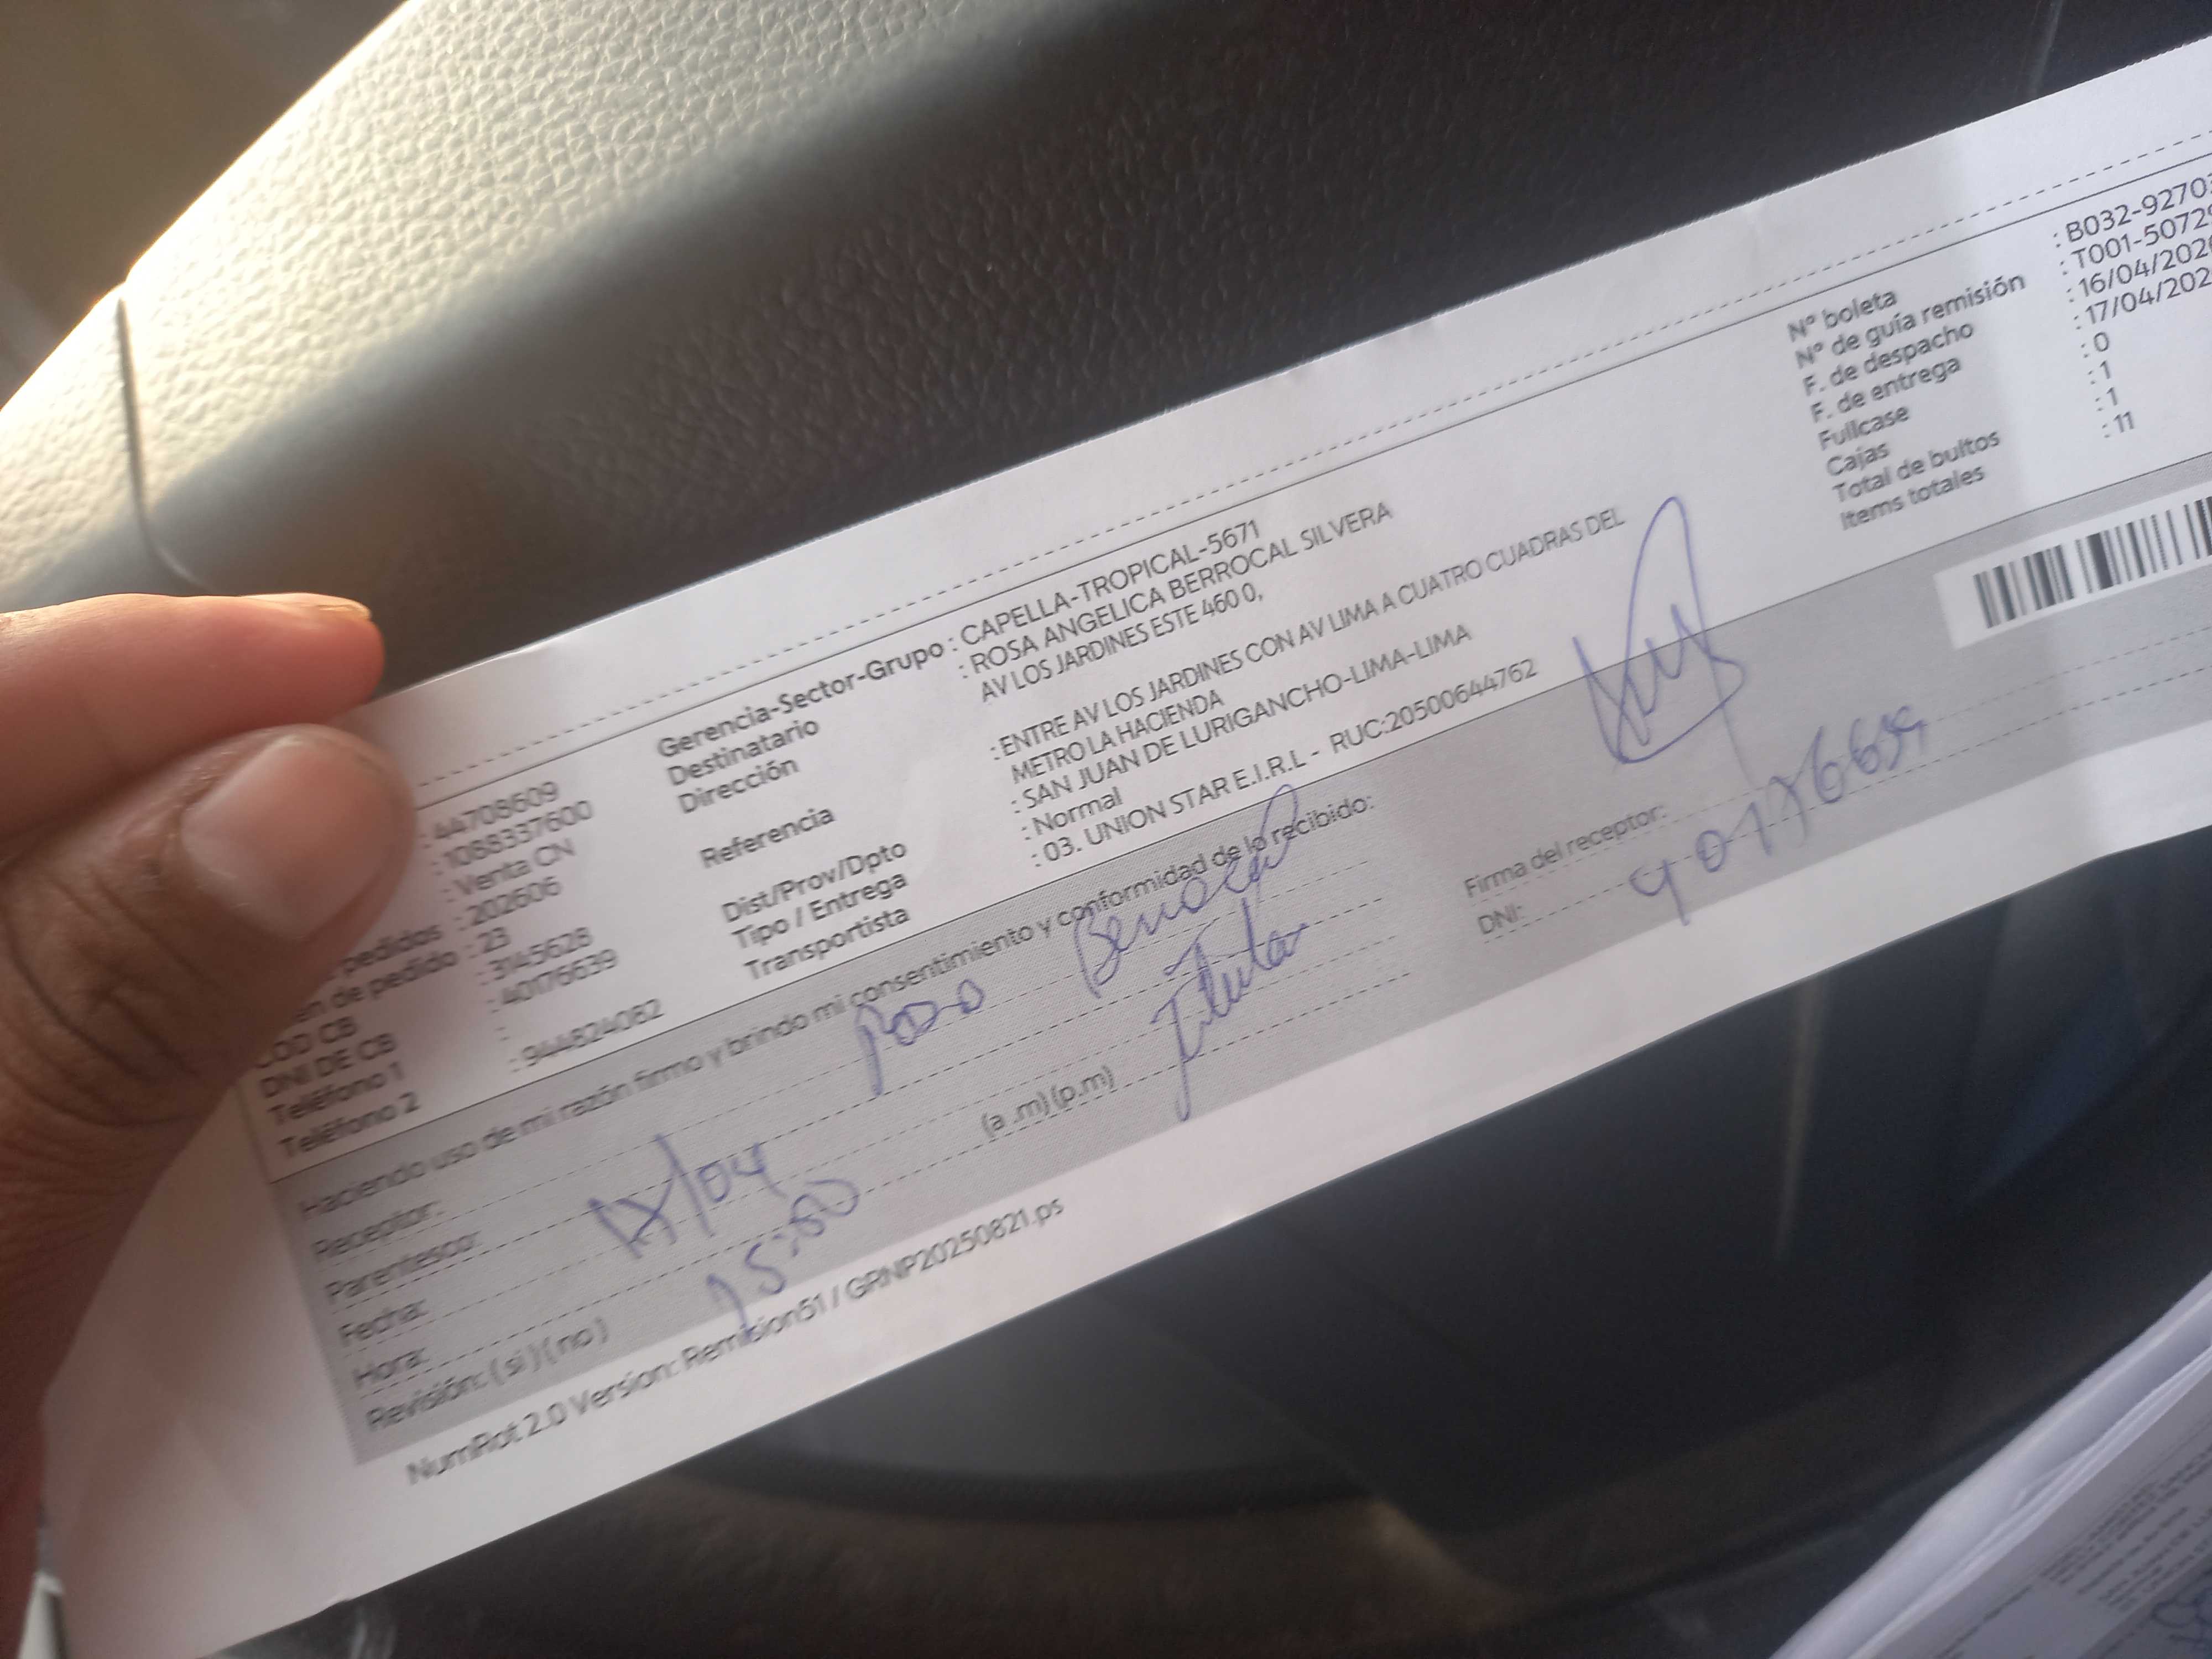 : 44708609
: 1088337600
: Venta CN
pedidos : 202606
en de pedido : 23
COD CB : 3145628
DNI DE CB : 40176639
Teléfono 1 :
Teléfono 2 : 944824082
Gerencia-Sector-Grupo : CAPELLA-TROPICAL-5671
Destinatario : ROSA ANGELICA BERROCAL SILVERA
Dirección AV LOS JARDINES ESTE 460 0,
Referencia : ENTRE AV LOS JARDINES CON AV LIMA A CUATRO CUADRAS DEL
METRO LA HACIENDA
Dist/Prov/Dpto : SAN JUAN DE LURIGANCHO-LIMA-LIMA
Tipo / Entrega : Normal
Transportista : 03. UNION STAR E.I.R.L - RUC:20500644762
Nº boleta : B032-9270
Nº de guía remisión : T001-5072
F. de despacho : 16/04/202
F. de entrega : 17/04/202
Fullcase : 0
Cajas : 1
Total de bultos : 1
Items totales : 11
Haciendo uso de mi razón firmo y brindo mi consentimiento y conformidad de lo recibido:
Receptor: Rosa Berrocal
Parentesco: Titular
Fecha: 17/04
Hora: 15:00 (a .m) (p.m)
Revisión: ( si ) ( no )
Firma del receptor:
DNI: 40176639
NumRot 2.0 Version: Remision51 / GRNP20250821.ps